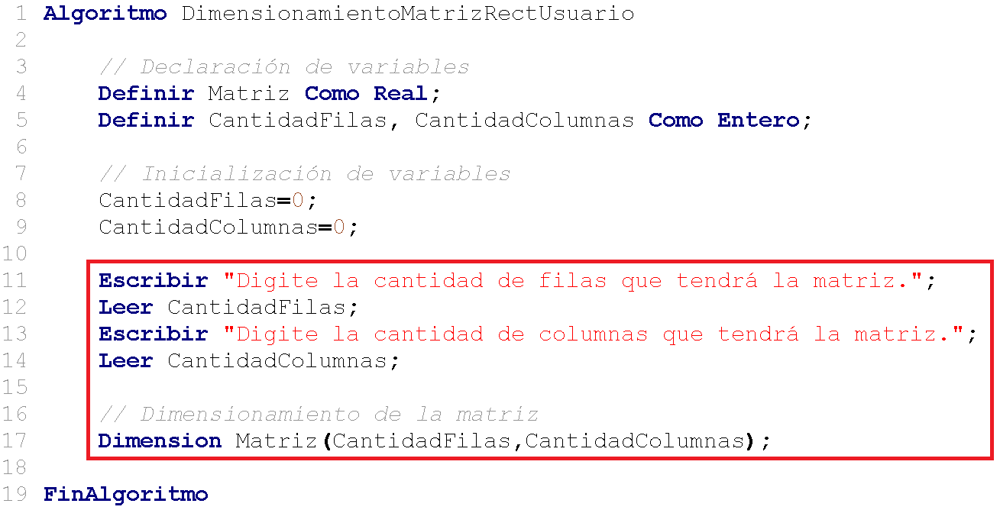 1 Algoritmo DimensionamientoMatrizRectUsuario
2
3 // Declaración de variables
4 Definir Matriz Como Real;
5 Definir CantidadFilas, CantidadColumnas Como Entero;
6
7 // Inicialización de variables
8 CantidadFilas=0;
9 CantidadColumnas=0;
10
11 Escribir "Digite la cantidad de filas que tendrá la matriz.";
12 Leer CantidadFilas;
13 Escribir "Digite la cantidad de columnas que tendrá la matriz.";
14 Leer CantidadColumnas;
15
16 // Dimensionamiento de la matriz
17 Dimension Matriz(CantidadFilas,CantidadColumnas);
18
19 FinAlgoritmo